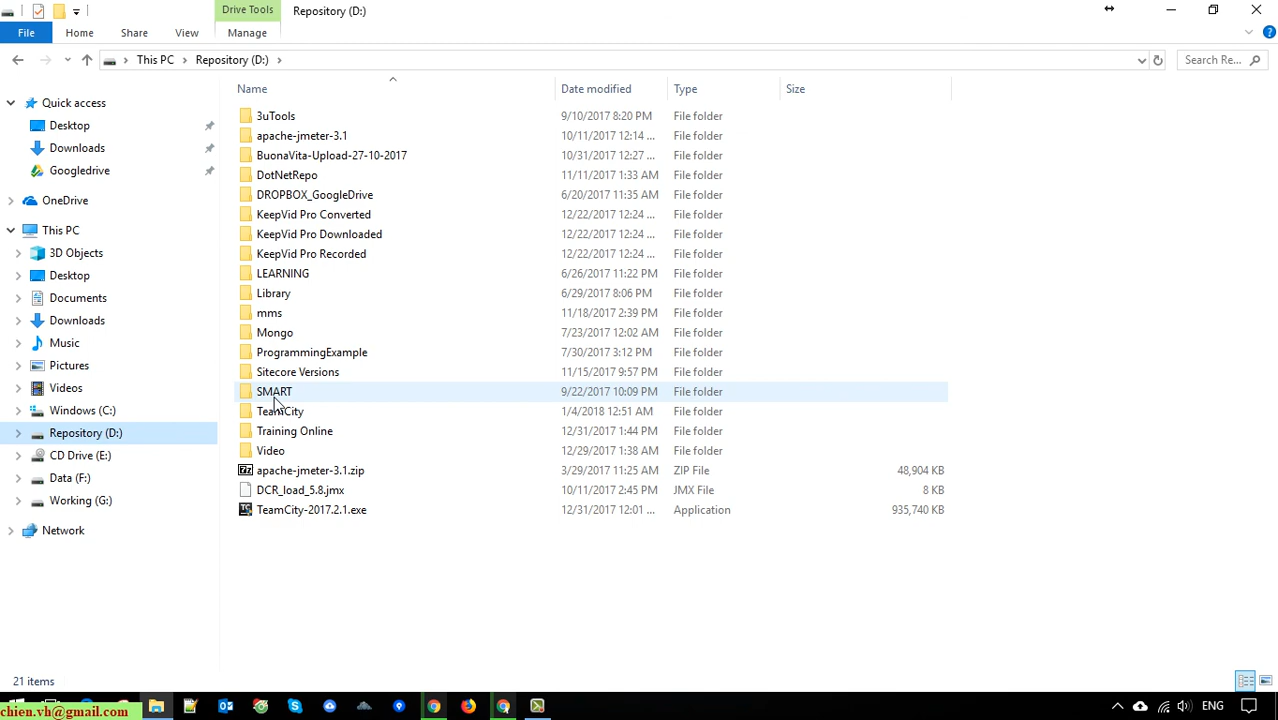 Drive Tools
Repository (D:)
File
Home
Share
View
Manage
This PC
Repository (D:)
Search Re...
Name
Date modified
Type
Size
Quick access
Desktop
Downloads
Googledrive
OneDrive
This PC
3D Objects
Desktop
Documents
Downloads
Music
Pictures
Videos
Windows (C:)
Repository (D:)
CD Drive (E:)
Data (F:)
Working (G:)
Network
3uTools 9/10/2017 8:20 PM File folder
apache-jmeter-3.1 10/11/2017 12:14 ... File folder
BuonaVita-Upload-27-10-2017 10/31/2017 12:27 ... File folder
DotNetRepo 11/11/2017 1:33 AM File folder
DROPBOX_GoogleDrive 6/20/2017 11:35 AM File folder
KeepVid Pro Converted 12/22/2017 12:24 ... File folder
KeepVid Pro Downloaded 12/22/2017 12:24 ... File folder
KeepVid Pro Recorded 12/22/2017 12:24 ... File folder
LEARNING 6/26/2017 11:22 PM File folder
Library 6/29/2017 8:06 PM File folder
mms 11/18/2017 2:39 PM File folder
Mongo 7/23/2017 12:02 AM File folder
ProgrammingExample 7/30/2017 3:12 PM File folder
Sitecore Versions 11/15/2017 9:57 PM File folder
SMART 9/22/2017 10:09 PM File folder
TeamCity 1/4/2018 12:51 AM File folder
Training Online 12/31/2017 1:44 PM File folder
Video 12/29/2017 1:38 AM File folder
apache-jmeter-3.1.zip 3/29/2017 11:25 AM ZIP File 48,904 KB
DCR_load_5.8.jmx 10/11/2017 2:45 PM JMX File 8 KB
TeamCity-2017.2.1.exe 12/31/2017 12:01 ... Application 935,740 KB
21 items
chien.vh@gmail.com
ENG